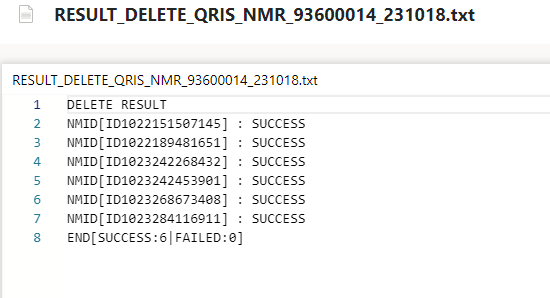 RESULT_DELETE_QRIS_NMR_93600014_231018.txt
RESULT_DELETE_QRIS_NMR_93600014_231018.txt
1 DELETE RESULT
2 NMID[ID1022151507145] : SUCCESS
3 NMID[ID1022189481651] : SUCCESS
4 NMID[ID1023242268432] : SUCCESS
5 NMID[ID1023242453901] : SUCCESS
6 NMID[ID1023268673408] : SUCCESS
7 NMID[ID1023284116911] : SUCCESS
8 END[SUCCESS:6|FAILED:0]